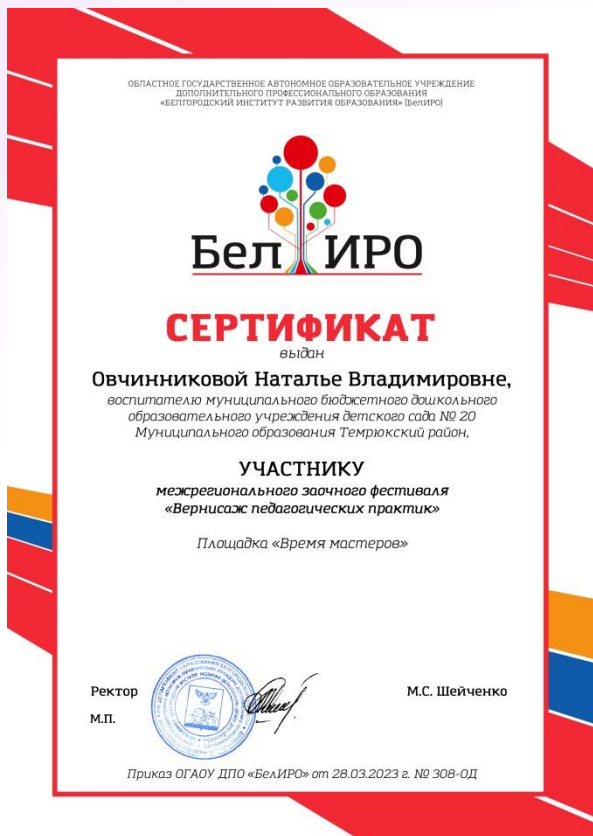 ОБЛАСТНОЕ ГОСУДАРСТВЕННОЕ АВТОНОМНОЕ ОБРАЗОВАТЕЛЬНОЕ УЧРЕЖДЕНИЕ
ДОПОЛНИТЕЛЬНОГО ПРОФЕССИОНАЛЬНОГО ОБРАЗОВАНИЯ
«БЕЛГОРОДСКИЙ ИНСТИТУТ РАЗВИТИЯ ОБРАЗОВАНИЯ» (БелИРО)
Бел ИРО
СЕРТИФИКАТ
выдан
Овчинниковой Наталье Владимировне,
воспитателю муниципального бюджетного дошкольного
образовательного учреждения детского сада № 20
Муниципального образования Темрюкский район,
УЧАСТНИКУ
межрегионального заочного фестиваля
«Вернисаж педагогических практик»
Площадка «Время мастеров»
Ректор
М.С. Шейченко
М.П.
Приказ ОГАОУ ДПО «БелИРО» от 28.03.2023 г. № 308-ОД